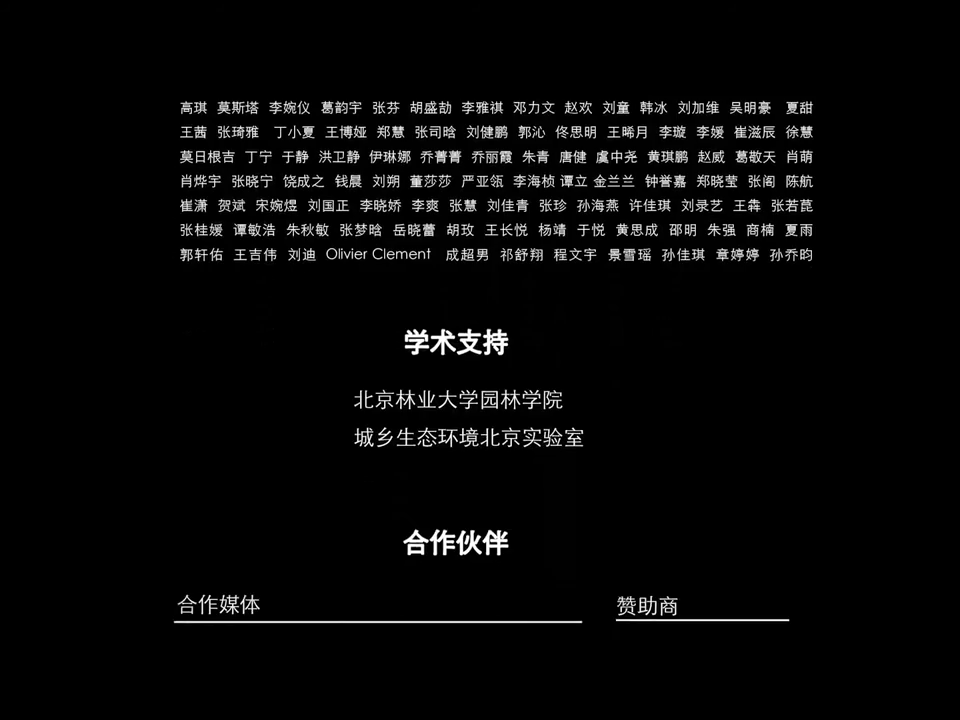 高琪 莫斯塔 李婉仪 葛韵宇 张芬 胡盛劼 李雅祺 邓力文 赵欢 刘童 韩冰 刘加维 吴明豪 夏甜
王茜 张琦雅 丁小夏 王博娅 郑慧 张司晗 刘健鹏 郭沁 佟思明 王晞月 李璇 李媛 崔滋辰 徐慧
莫日根吉 丁宁 于静 洪卫静 伊琳娜 乔菁菁 乔丽霞 朱青 唐健 虞中尧 黄琪鹏 赵威 葛敬天 肖萌
肖烨宇 张晓宁 饶成之 钱晨 刘朔 董莎莎 严亚瓴 李海桢 谭立 金兰兰 钟誉嘉 郑晓莹 张阁 陈航
崔潇 贺斌 宋婉煜 刘国正 李晓娇 李爽 张慧 刘佳青 张珍 孙海燕 许佳琪 刘录艺 王犇 张若菎
张桂媛 谭敏浩 朱秋敏 张梦晗 岳晓蕾 胡玫 王长悦 杨靖 于悦 黄思成 邵明 朱强 商楠 夏雨
郭轩佑 王吉伟 刘迪 Olivier Clement 成超男 祁舒翔 程文宇 景雪瑶 孙佳琪 章婷婷 孙乔昀
学术支持
北京林业大学园林学院
城乡生态环境北京实验室
合作伙伴
合作媒体 赞助商